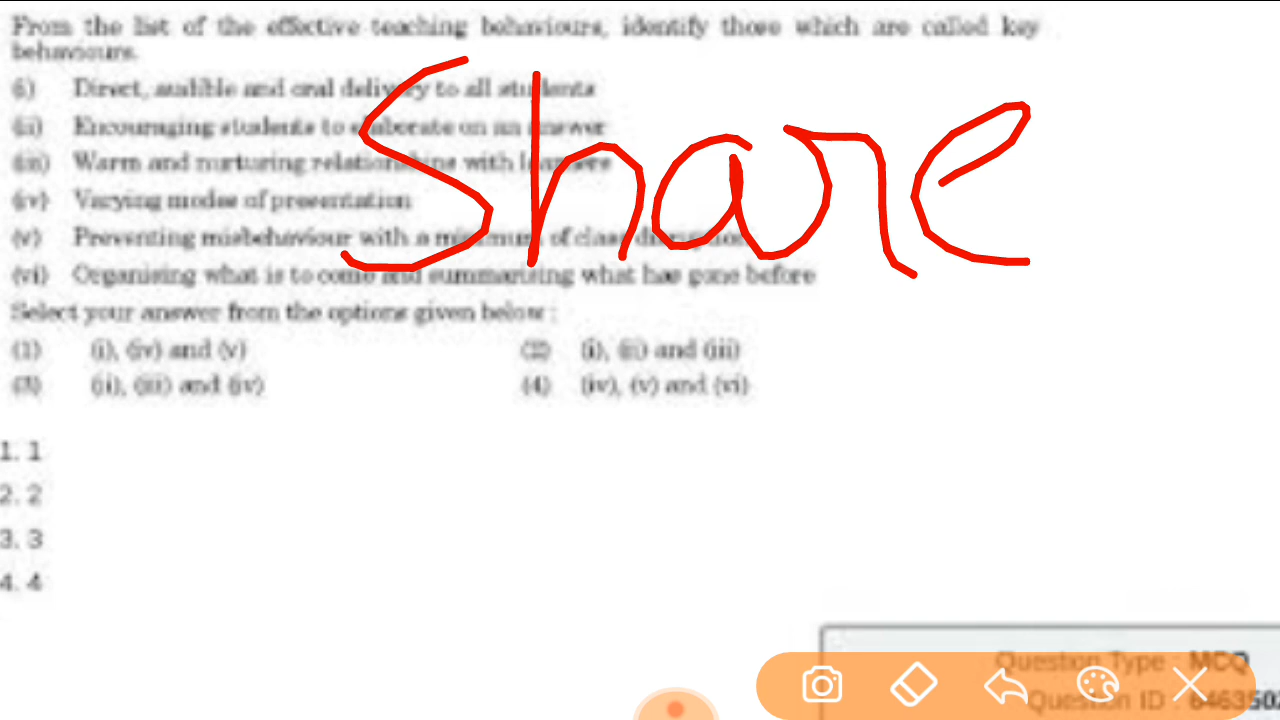 From the list of the effective teaching behaviours, identify those which are called key
behaviours.
(i) Direct, audible and oral delivery to all students
(ii) Encouraging students to elaborate on an answer
(iii) Warm and nurturing relationships with learners
(iv) Varying modes of presentation
(v) Preventing misbehaviour with a minimum of class disruption
(vi) Organising what is to come and summarising what has gone before
Share
Select your answer from the options given below :
(1) (i), (iv) and (v) (2) (i), (ii) and (iii)
(3) (ii), (iii) and (iv) (4) (iv), (v) and (vi)
1. 1
2. 2
3. 3
4. 4
Question Type : MCQ
Question ID : 646350